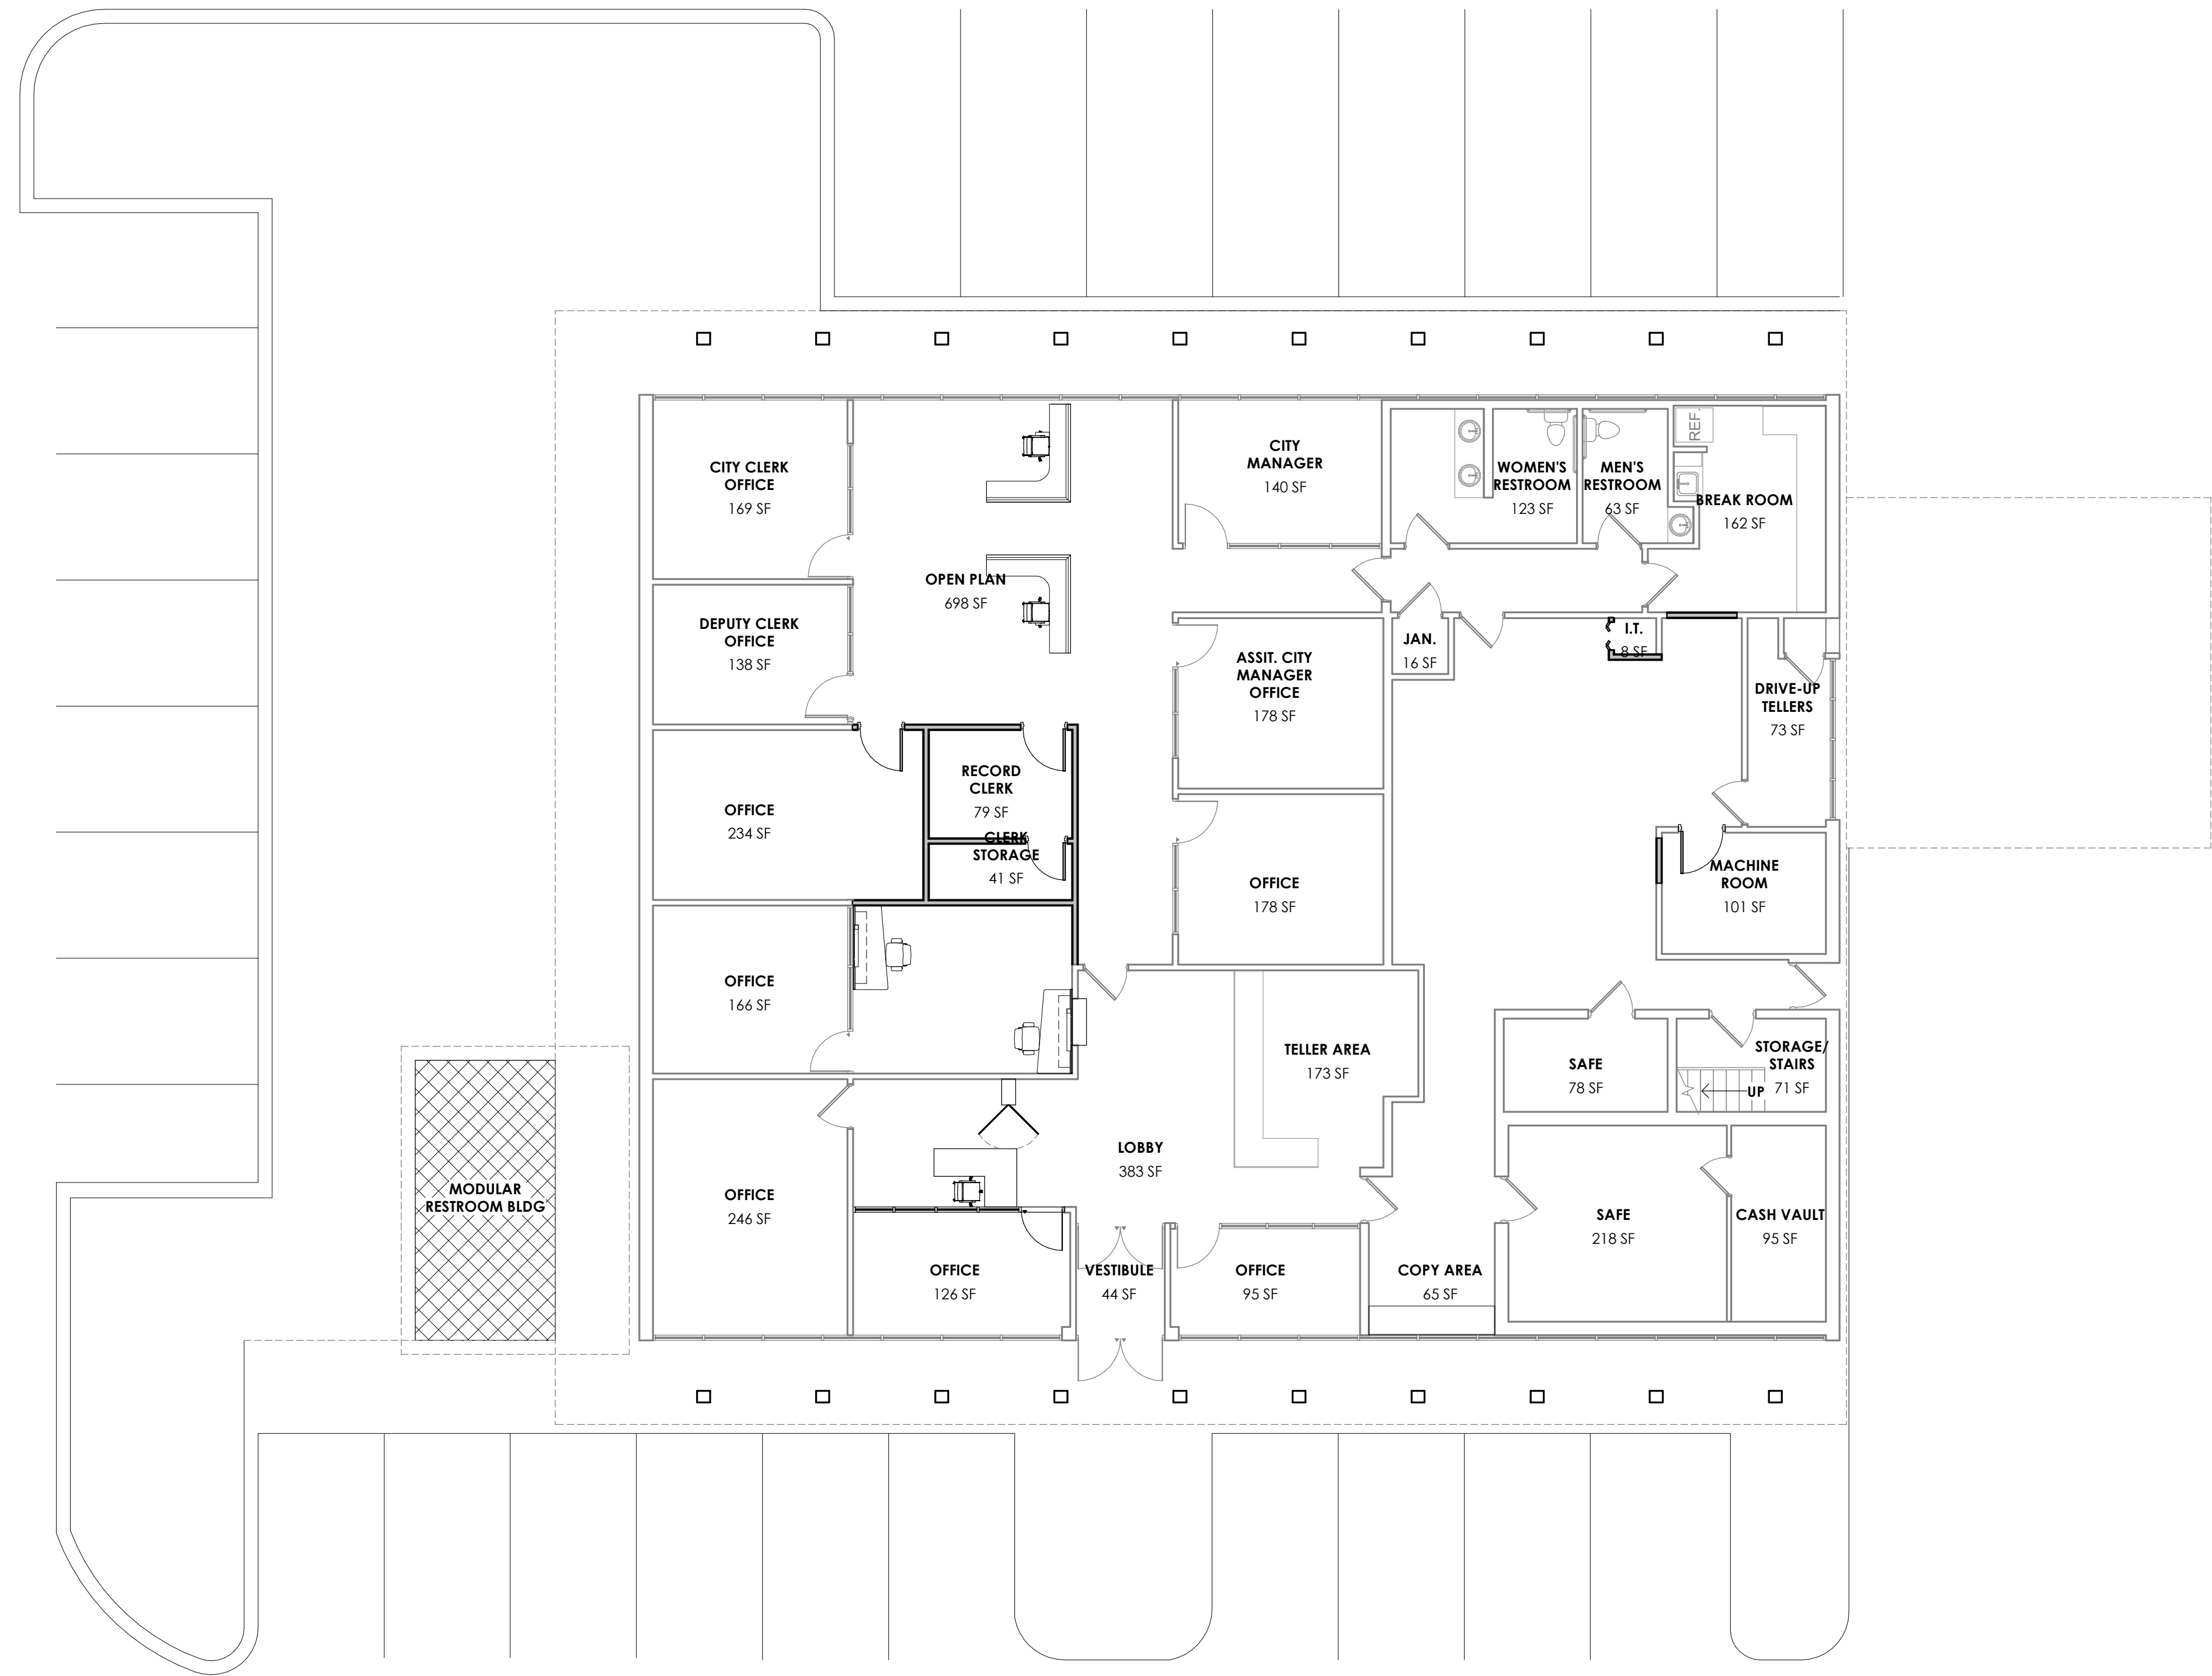 CITY CLERK
OFFICE
169 SF
CITY
MANAGER
140 SF
WOMEN'S
RESTROOM
123 SF
MEN'S
RESTROOM
63 SF
REF.
BREAK ROOM
162 SF
OPEN PLAN
698 SF
DEPUTY CLERK
OFFICE
138 SF
ASSIT. CITY
MANAGER
OFFICE
178 SF
JAN.
16 SF
I.T.
8 SF
DRIVE-UP
TELLERS
73 SF
RECORD
CLERK
79 SF
OFFICE
234 SF
CLERK
STORAGE
41 SF
OFFICE
178 SF
MACHINE
ROOM
101 SF
OFFICE
166 SF
TELLER AREA
173 SF
SAFE
78 SF
STORAGE/
STAIRS
71 SF
UP
MODULAR
RESTROOM BLDG
OFFICE
246 SF
LOBBY
383 SF
SAFE
218 SF
CASH VAULT
95 SF
OFFICE
126 SF
VESTIBULE
44 SF
OFFICE
95 SF
COPY AREA
65 SF